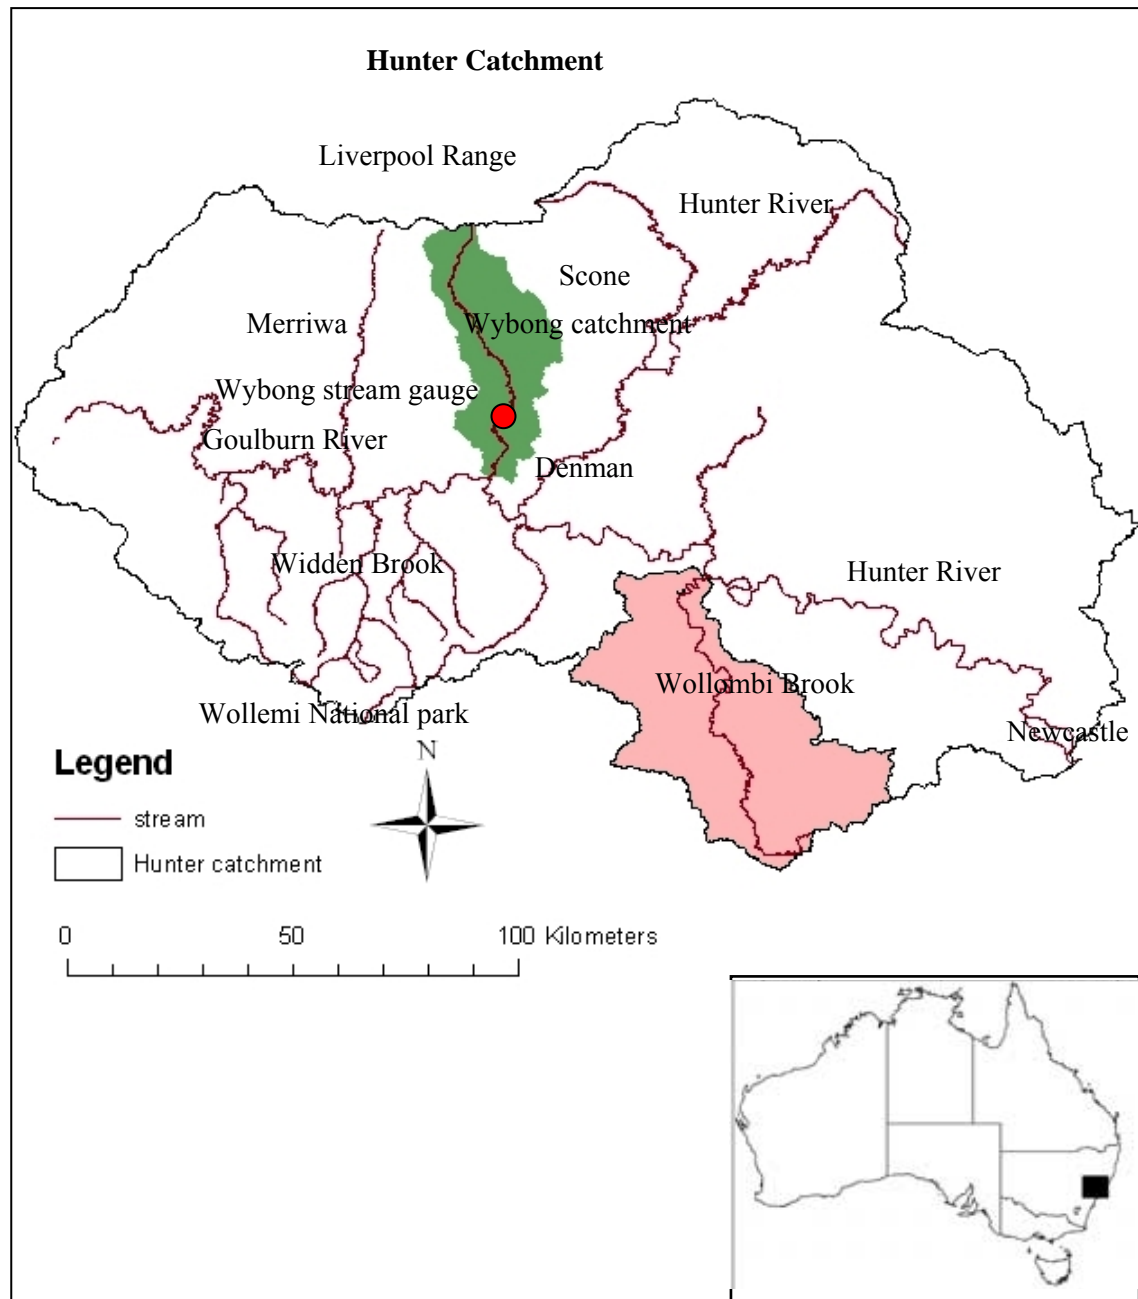 Hunter Catchment
Liverpool Range
Hunter River
Scone
Merriwa
Wybong catchment
Wybong stream gauge
Goulburn River
Denman
Widden Brook
Hunter River
Wollombi Brook
Wollemi National park
Newcastle
N
Legend
stream
Hunter catchment
0 50 100 Kilometers